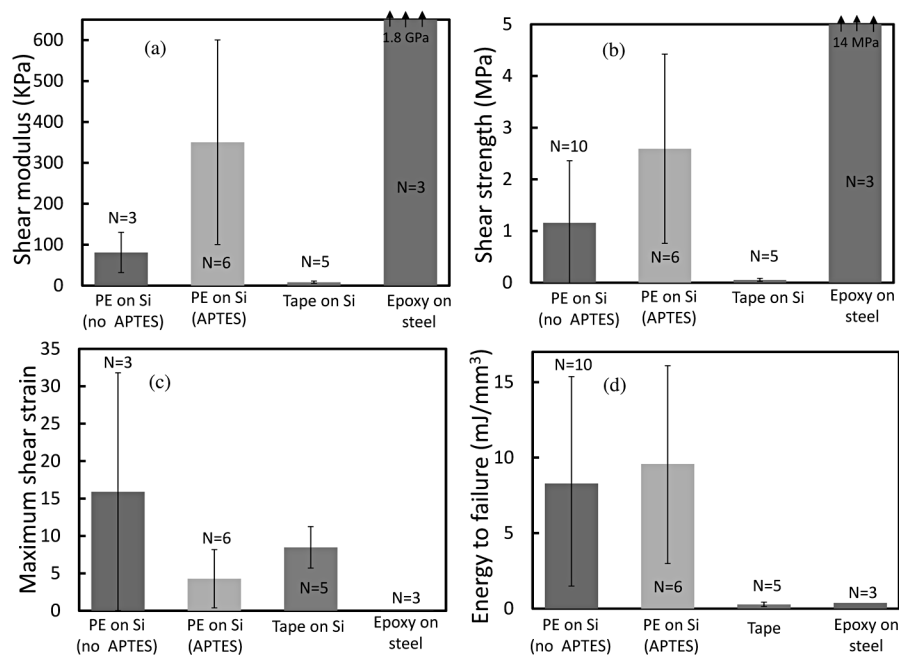 Shear modulus (KPa)
600
500
400
300
200
100
0
(a)
1.8 GPa
N=3
N=6
N=5
N=3
PE on Si
(no APTES)
PE on Si
(APTES)
Tape on Si
Epoxy on
steel
Shear strength (MPa)
5
4
3
2
1
0
(b)
14 MPa
N=10
N=6
N=5
N=3
PE on Si
(no APTES)
PE on Si
(APTES)
Tape on Si
Epoxy on
steel
Maximum shear strain
35
30
25
20
15
10
5
0
(c)
N=3
N=6
N=5
N=3
PE on Si
(no APTES)
PE on Si
(APTES)
Tape on Si
Epoxy on
steel
Energy to failure (mJ/mm³)
15
10
5
0
(d)
N=10
N=6
N=5
N=3
PE on Si
(no APTES)
PE on Si
(APTES)
Tape
Epoxy on
steel